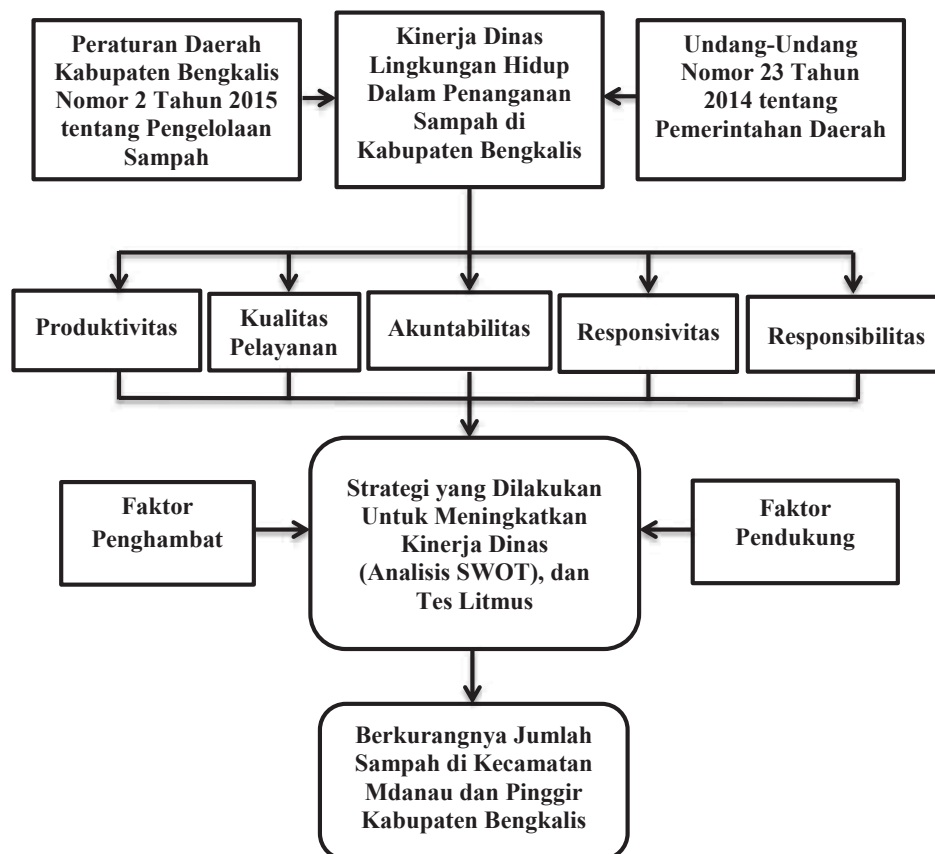 Peraturan Daerah
Kabupaten Bengkalis
Nomor 2 Tahun 2015
tentang Pengelolaan
Sampah
Kinerja Dinas
Lingkungan Hidup
Dalam Penanganan
Sampah di
Kabupaten Bengkalis
Undang-Undang
Nomor 23 Tahun
2014 tentang
Pemerintahan Daerah
Produktivitas
Kualitas
Pelayanan
Akuntabilitas
Responsivitas
Responsibilitas
Faktor
Penghambat
Strategi yang Dilakukan
Untuk Meningkatkan
Kinerja Dinas
(Analisis SWOT), dan
Tes Litmus
Faktor
Pendukung
Berkurangnya Jumlah
Sampah di Kecamatan
Mdanau dan Pinggir
Kabupaten Bengkalis